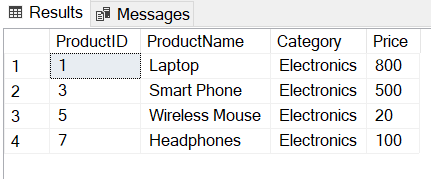 Results Messages
ProductID ProductName Category Price
1 1 Laptop Electronics 800
2 3 Smart Phone Electronics 500
3 5 Wireless Mouse Electronics 20
4 7 Headphones Electronics 100